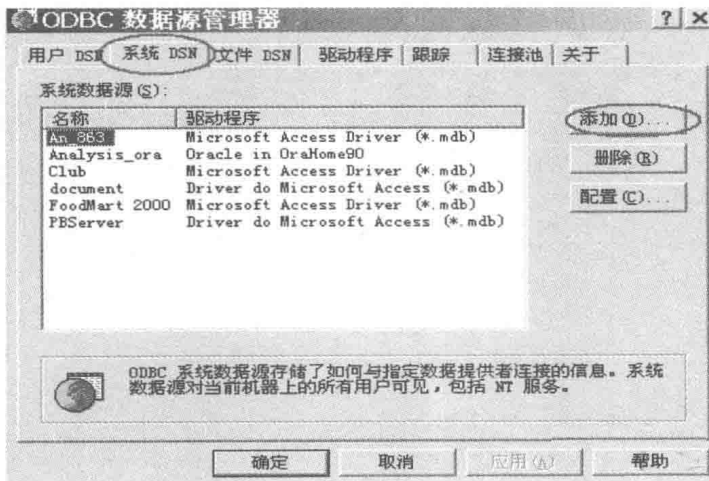 ODBC 数据源管理器 ? ×
用户 DSN 系统 DSN 文件 DSN 驱动程序 跟踪 连接池 关于
系统数据源(S):
名称 驱动程序 添加(D)...
An_863 Microsoft Access Driver (*.mdb)
Analysis_ora Oracle in OraHome90 删除(R)
Club Microsoft Access Driver (*.mdb)
document Driver do Microsoft Access (*.mdb) 配置(C)...
FoodMart 2000 Microsoft Access Driver (*.mdb)
PBServer Driver do Microsoft Access (*.mdb)
ODBC 系统数据源存储了如何与指定数据提供者连接的信息。系统
数据源对当前机器上的所有用户可见，包括 NT 服务。
确定 取消 应用(A) 帮助